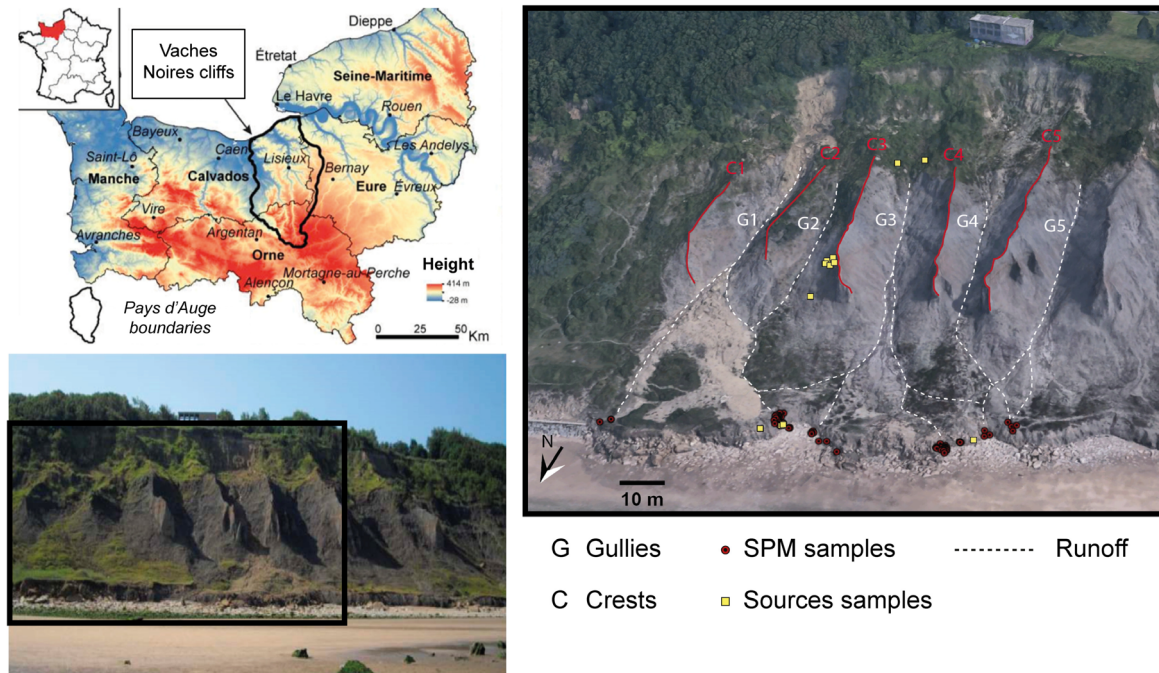 Vaches
Noires cliffs
Dieppe
Étretat
Seine-Maritime
Le Havre
Rouen
Bayeux
Caen
Les Andelys
Saint-Lô
Lisieux
Bernay
Manche
Calvados
Eure
Évreux
Vire
Argentan
Avranches
Orne
Mortagne-au-Perche
Alençon
Height
414 m
-28 m
Pays d'Auge
boundaries
0 25 50
Km
C1
C2
C3
C4
C5
G1
G2
G3
G4
G5
N
10 m
G Gullies
SPM samples
Runoff
C Crests
Sources samples